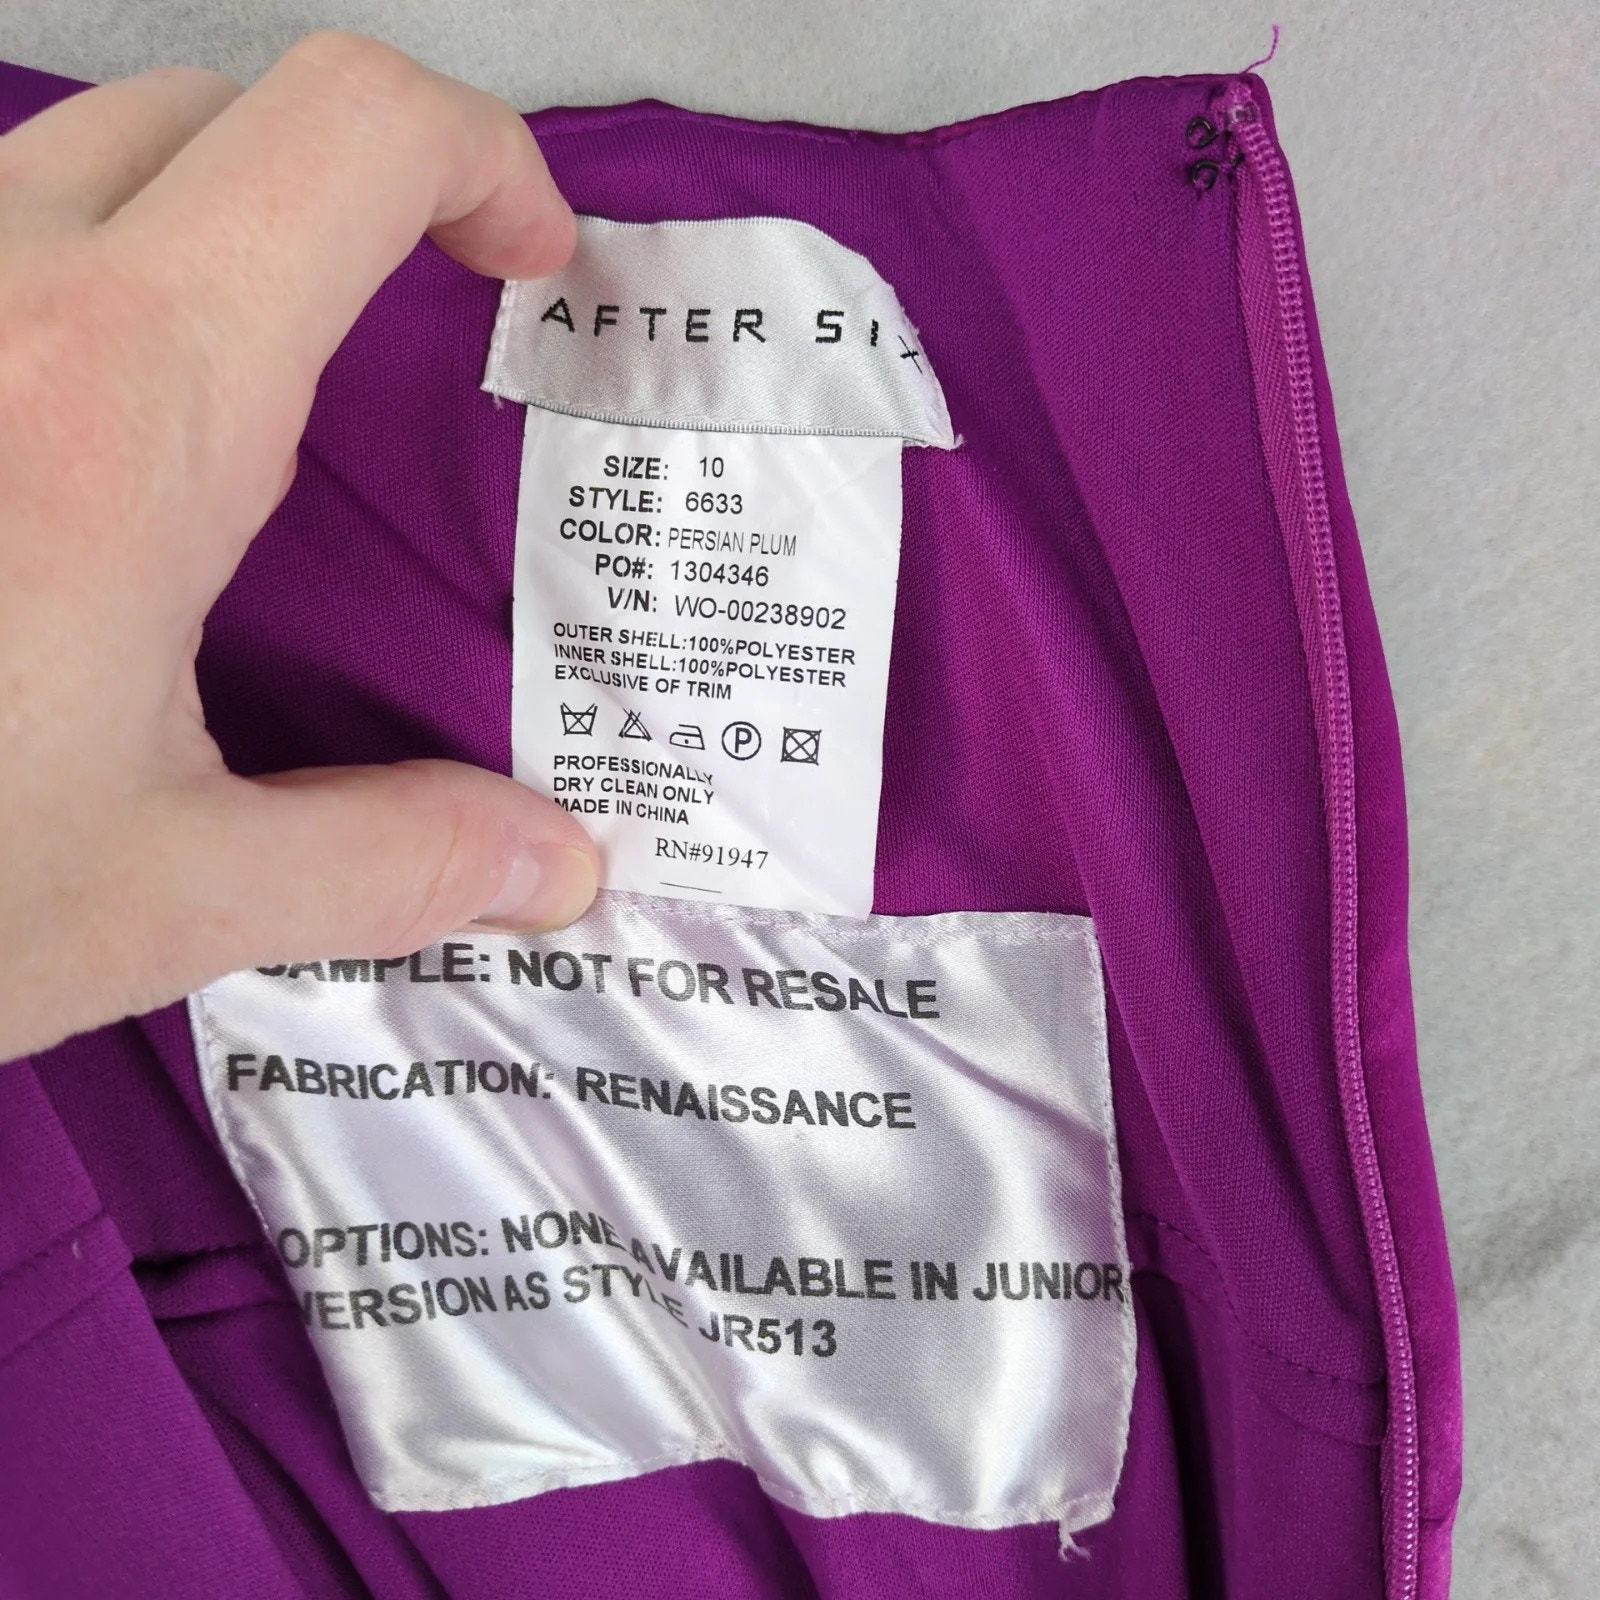 AFTER SIX
SIZE: 10
STYLE: 6633
COLOR: PERSIAN PLUM
PO#: 1304346
V/N: WO-00238902
OUTER SHELL:100%POLYESTER
INNER SHELL:100%POLYESTER
EXCLUSIVE OF TRIM
P
PROFESSIONALLY
DRY CLEAN ONLY
MADE IN CHINA
RN#91947
SAMPLE: NOT FOR RESALE
FABRICATION: RENAISSANCE
OPTIONS: NONE AVAILABLE IN JUNIOR
VERSION AS STYLE JR513